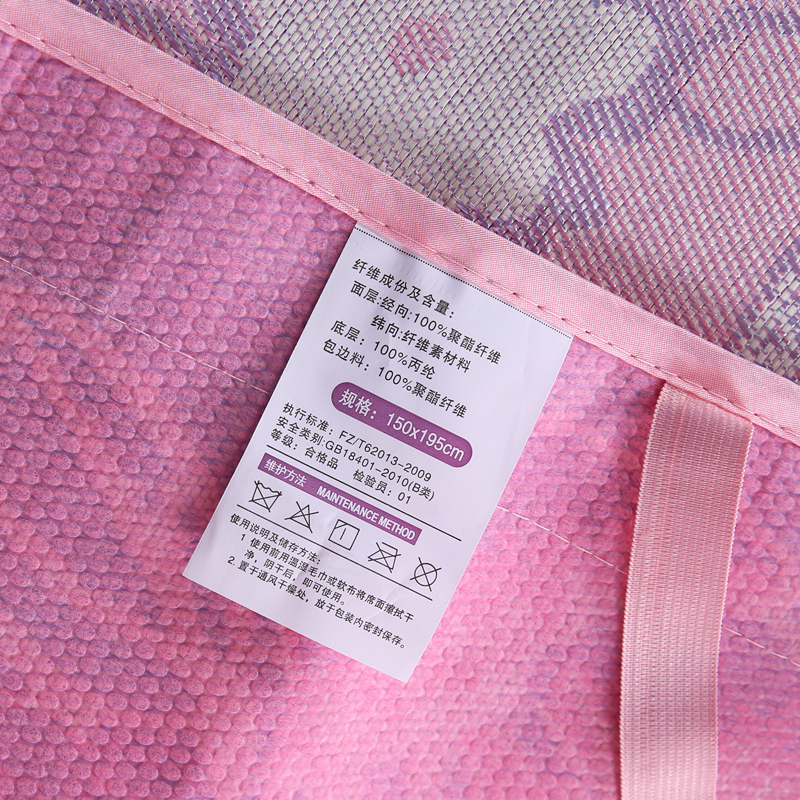 纤维成份及含量:
面层:经向:100%聚酯纤维
纬向:纤维素材料
底层: 100%丙纶
包边料: 100%聚酯纤维
规格: 150x195cm
执行标准: FZ/T62013-2009
安全类别:GB18401-2010(B类)
等级: 合格品 检验员: 01
维护方法 MAINTENANCE METHOD
使用说明及储存方法:
1 使用前用温湿毛巾或软布将席面擦拭干
净, 阴干后, 即可使用。
2. 置于通风干燥处, 放于包装内密封保存。